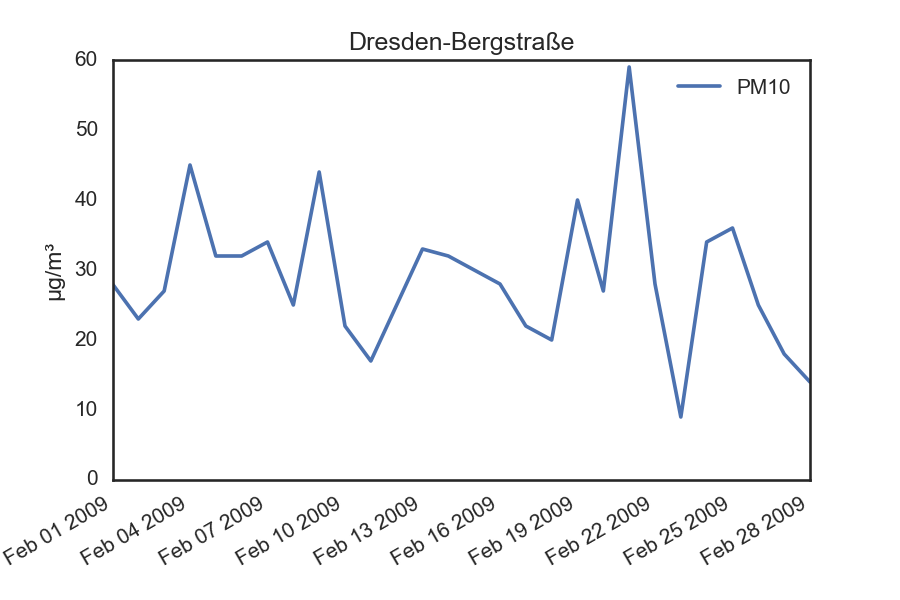 Dresden-Bergstraße
PM10
µg/m³
60
50
40
30
20
10
0
Feb 01 2009
Feb 04 2009
Feb 07 2009
Feb 10 2009
Feb 13 2009
Feb 16 2009
Feb 19 2009
Feb 22 2009
Feb 25 2009
Feb 28 2009